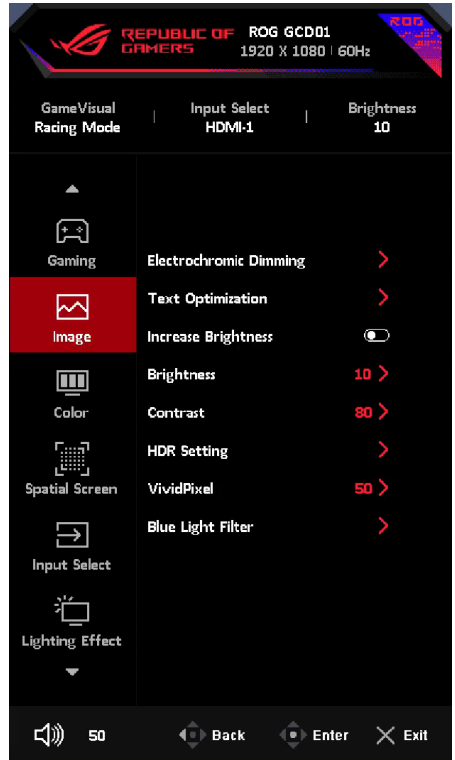 REPUBLIC OF GAMERS
ROG GCD01
1920 X 1080 60Hz
ROG
GameVisual
Racing Mode
Input Select
HDMI-1
Brightness
10
Gaming
Image
Color
Spatial Screen
Input Select
Lighting Effect
Electrochromic Dimming
Text Optimization
Increase Brightness
Brightness 10
Contrast 80
HDR Setting
VividPixel 50
Blue Light Filter
50 Back Enter Exit